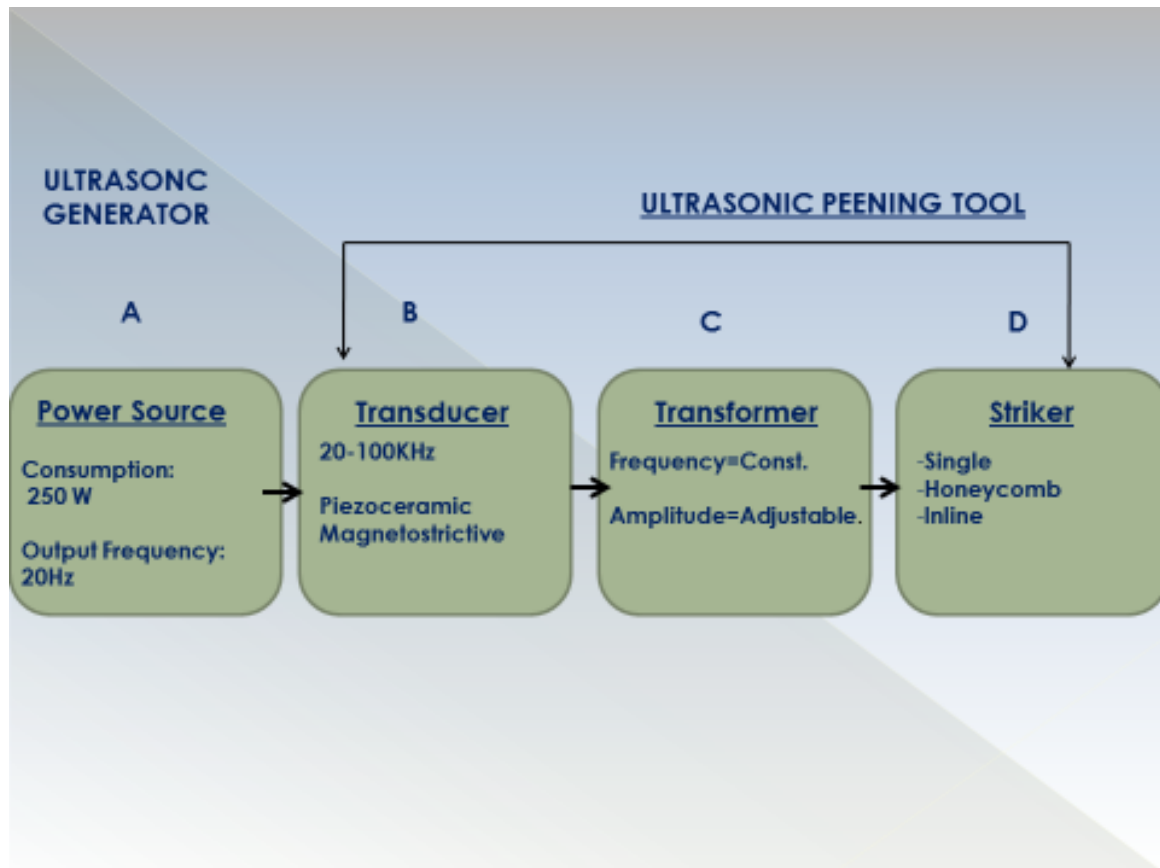 ULTRASONC
GENERATOR
ULTRASONIC PEENING TOOL
A
B
C
D
Power Source
Consumption:
250 W
Output Frequency:
20Hz
Transducer
20-100KHz
Piezoceramic
Magnetostrictive
Transformer
Frequency=Const.
Amplitude=Adjustable.
Striker
-Single
-Honeycomb
-Inline